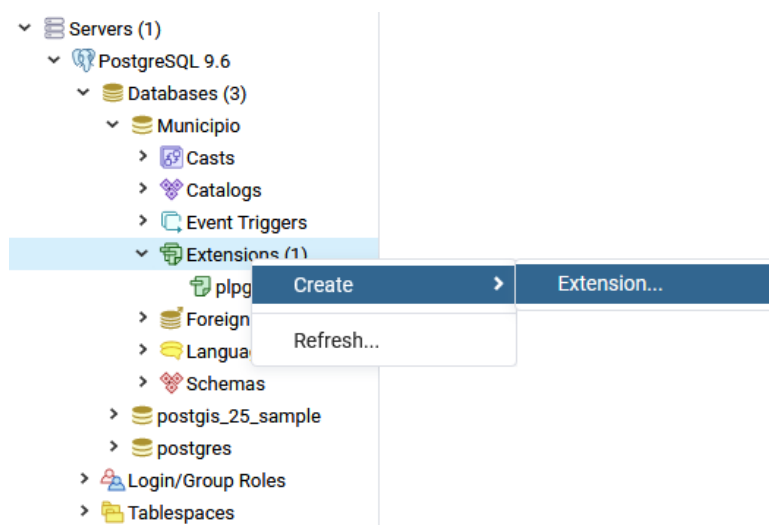 Servers (1)
PostgreSQL 9.6
Databases (3)
Municipio
Casts
Catalogs
Event Triggers
Extensions (1)
plpg
Create
Extension...
Foreign
Refresh...
Langua
Schemas
postgis_25_sample
postgres
Login/Group Roles
Tablespaces